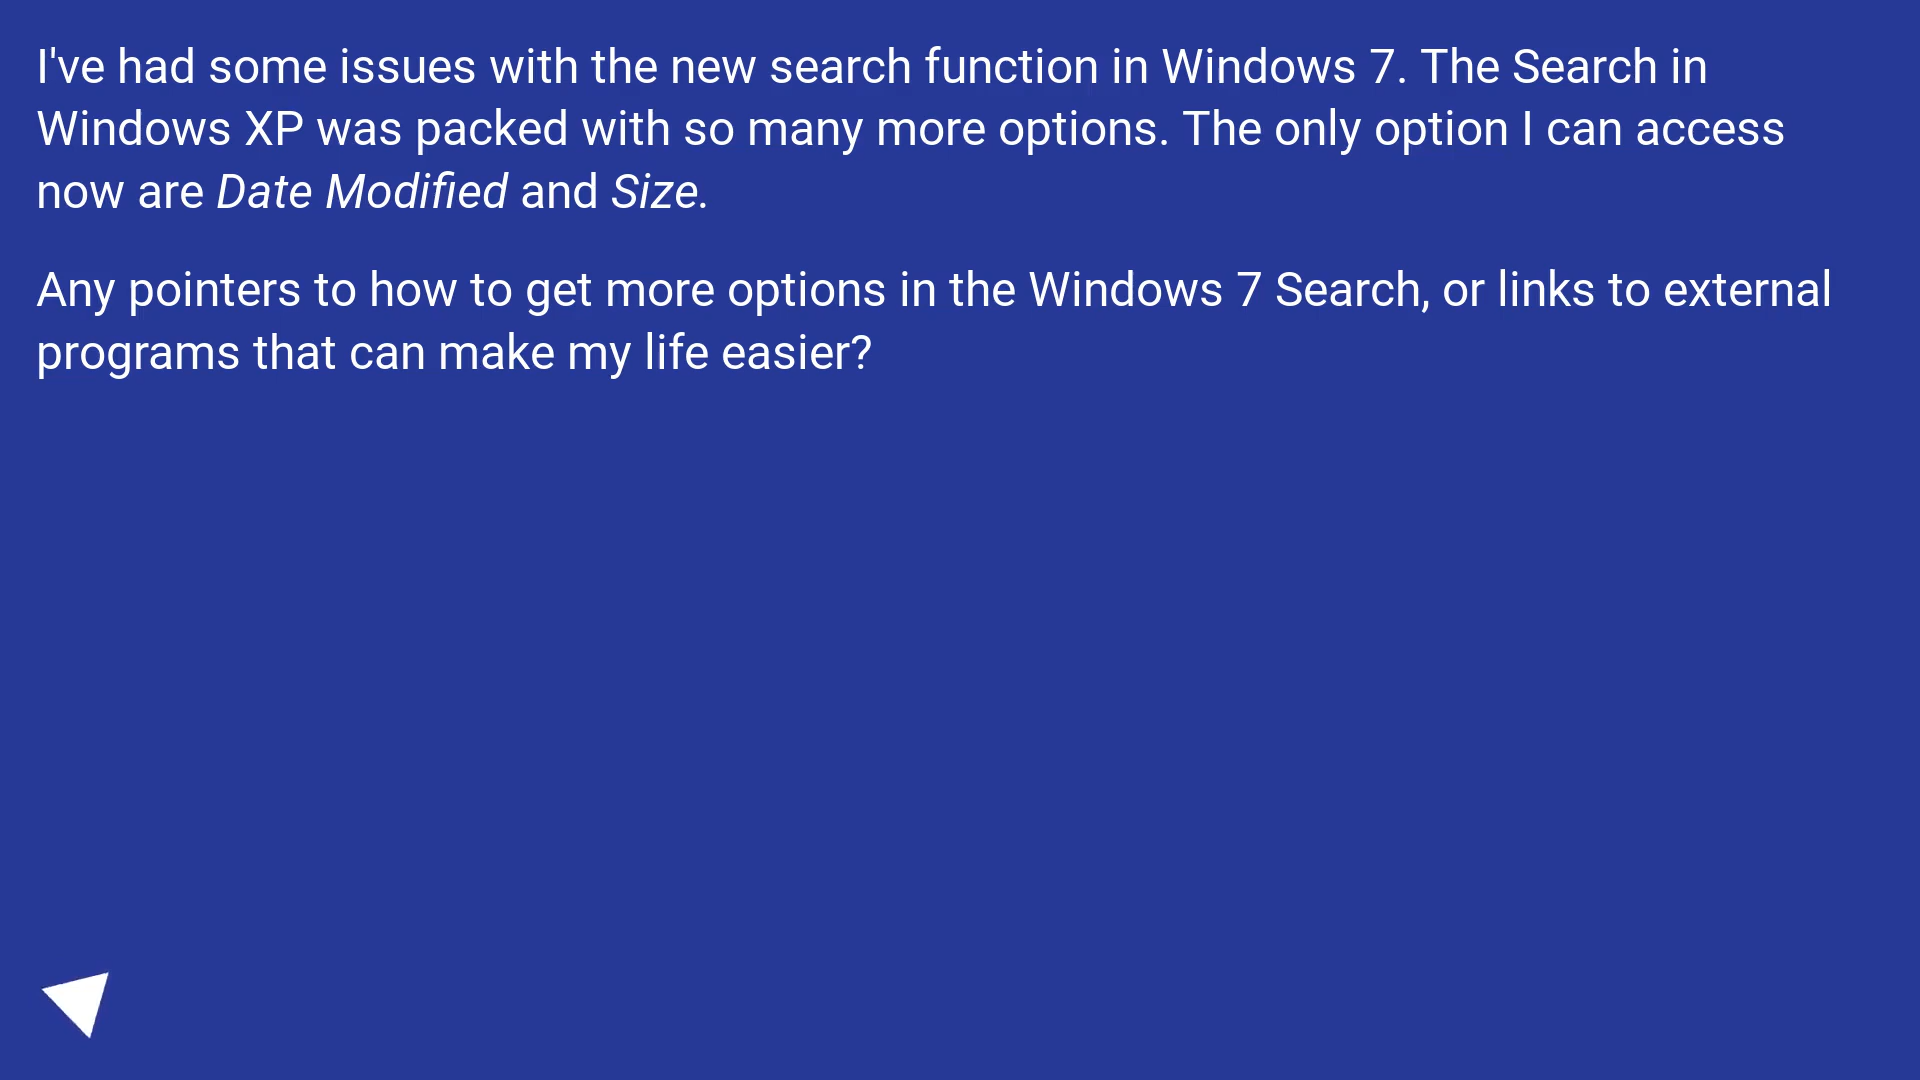 I've had some issues with the new search function in Windows 7. The Search in
Windows XP was packed with so many more options. The only option I can access
now are Date Modified and Size.
Any pointers to how to get more options in the Windows 7 Search, or links to external
programs that can make my life easier?